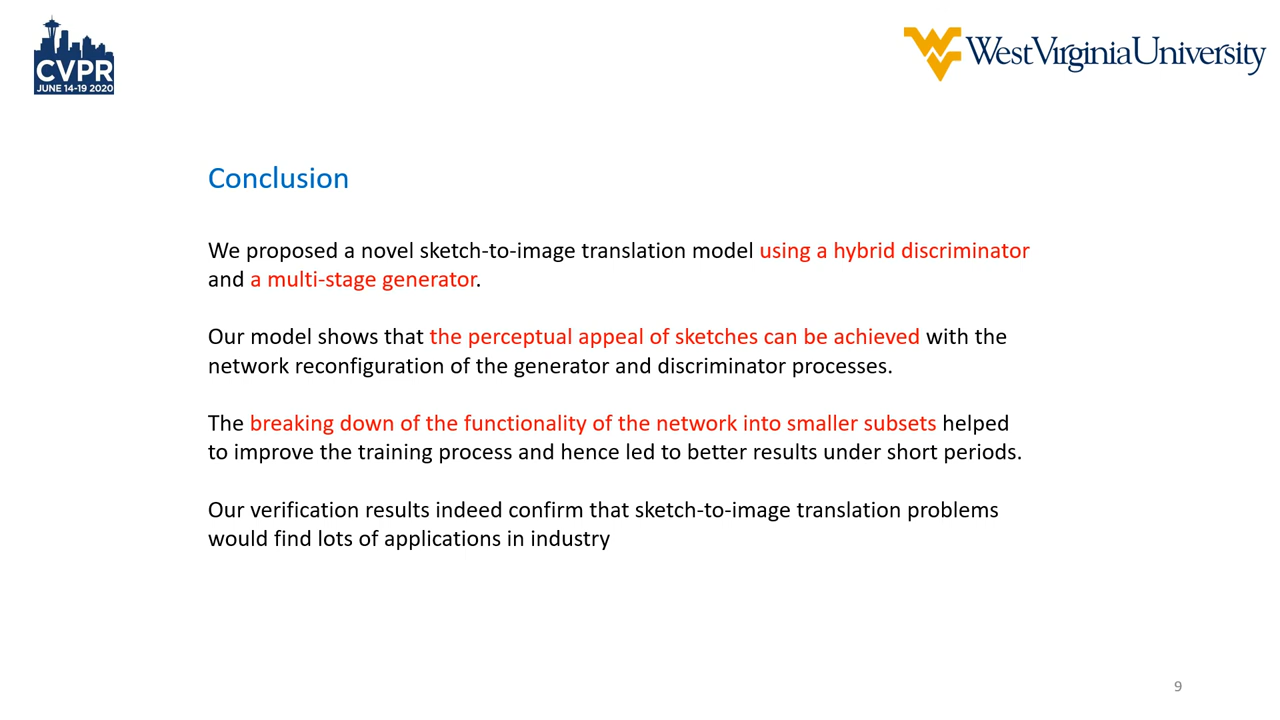 CVPR
JUNE 14-19 2020
WestVirginiaUniversity
Conclusion
We proposed a novel sketch-to-image translation model using a hybrid discriminator
and a multi-stage generator.
Our model shows that the perceptual appeal of sketches can be achieved with the
network reconfiguration of the generator and discriminator processes.
The breaking down of the functionality of the network into smaller subsets helped
to improve the training process and hence led to better results under short periods.
Our verification results indeed confirm that sketch-to-image translation problems
would find lots of applications in industry
9